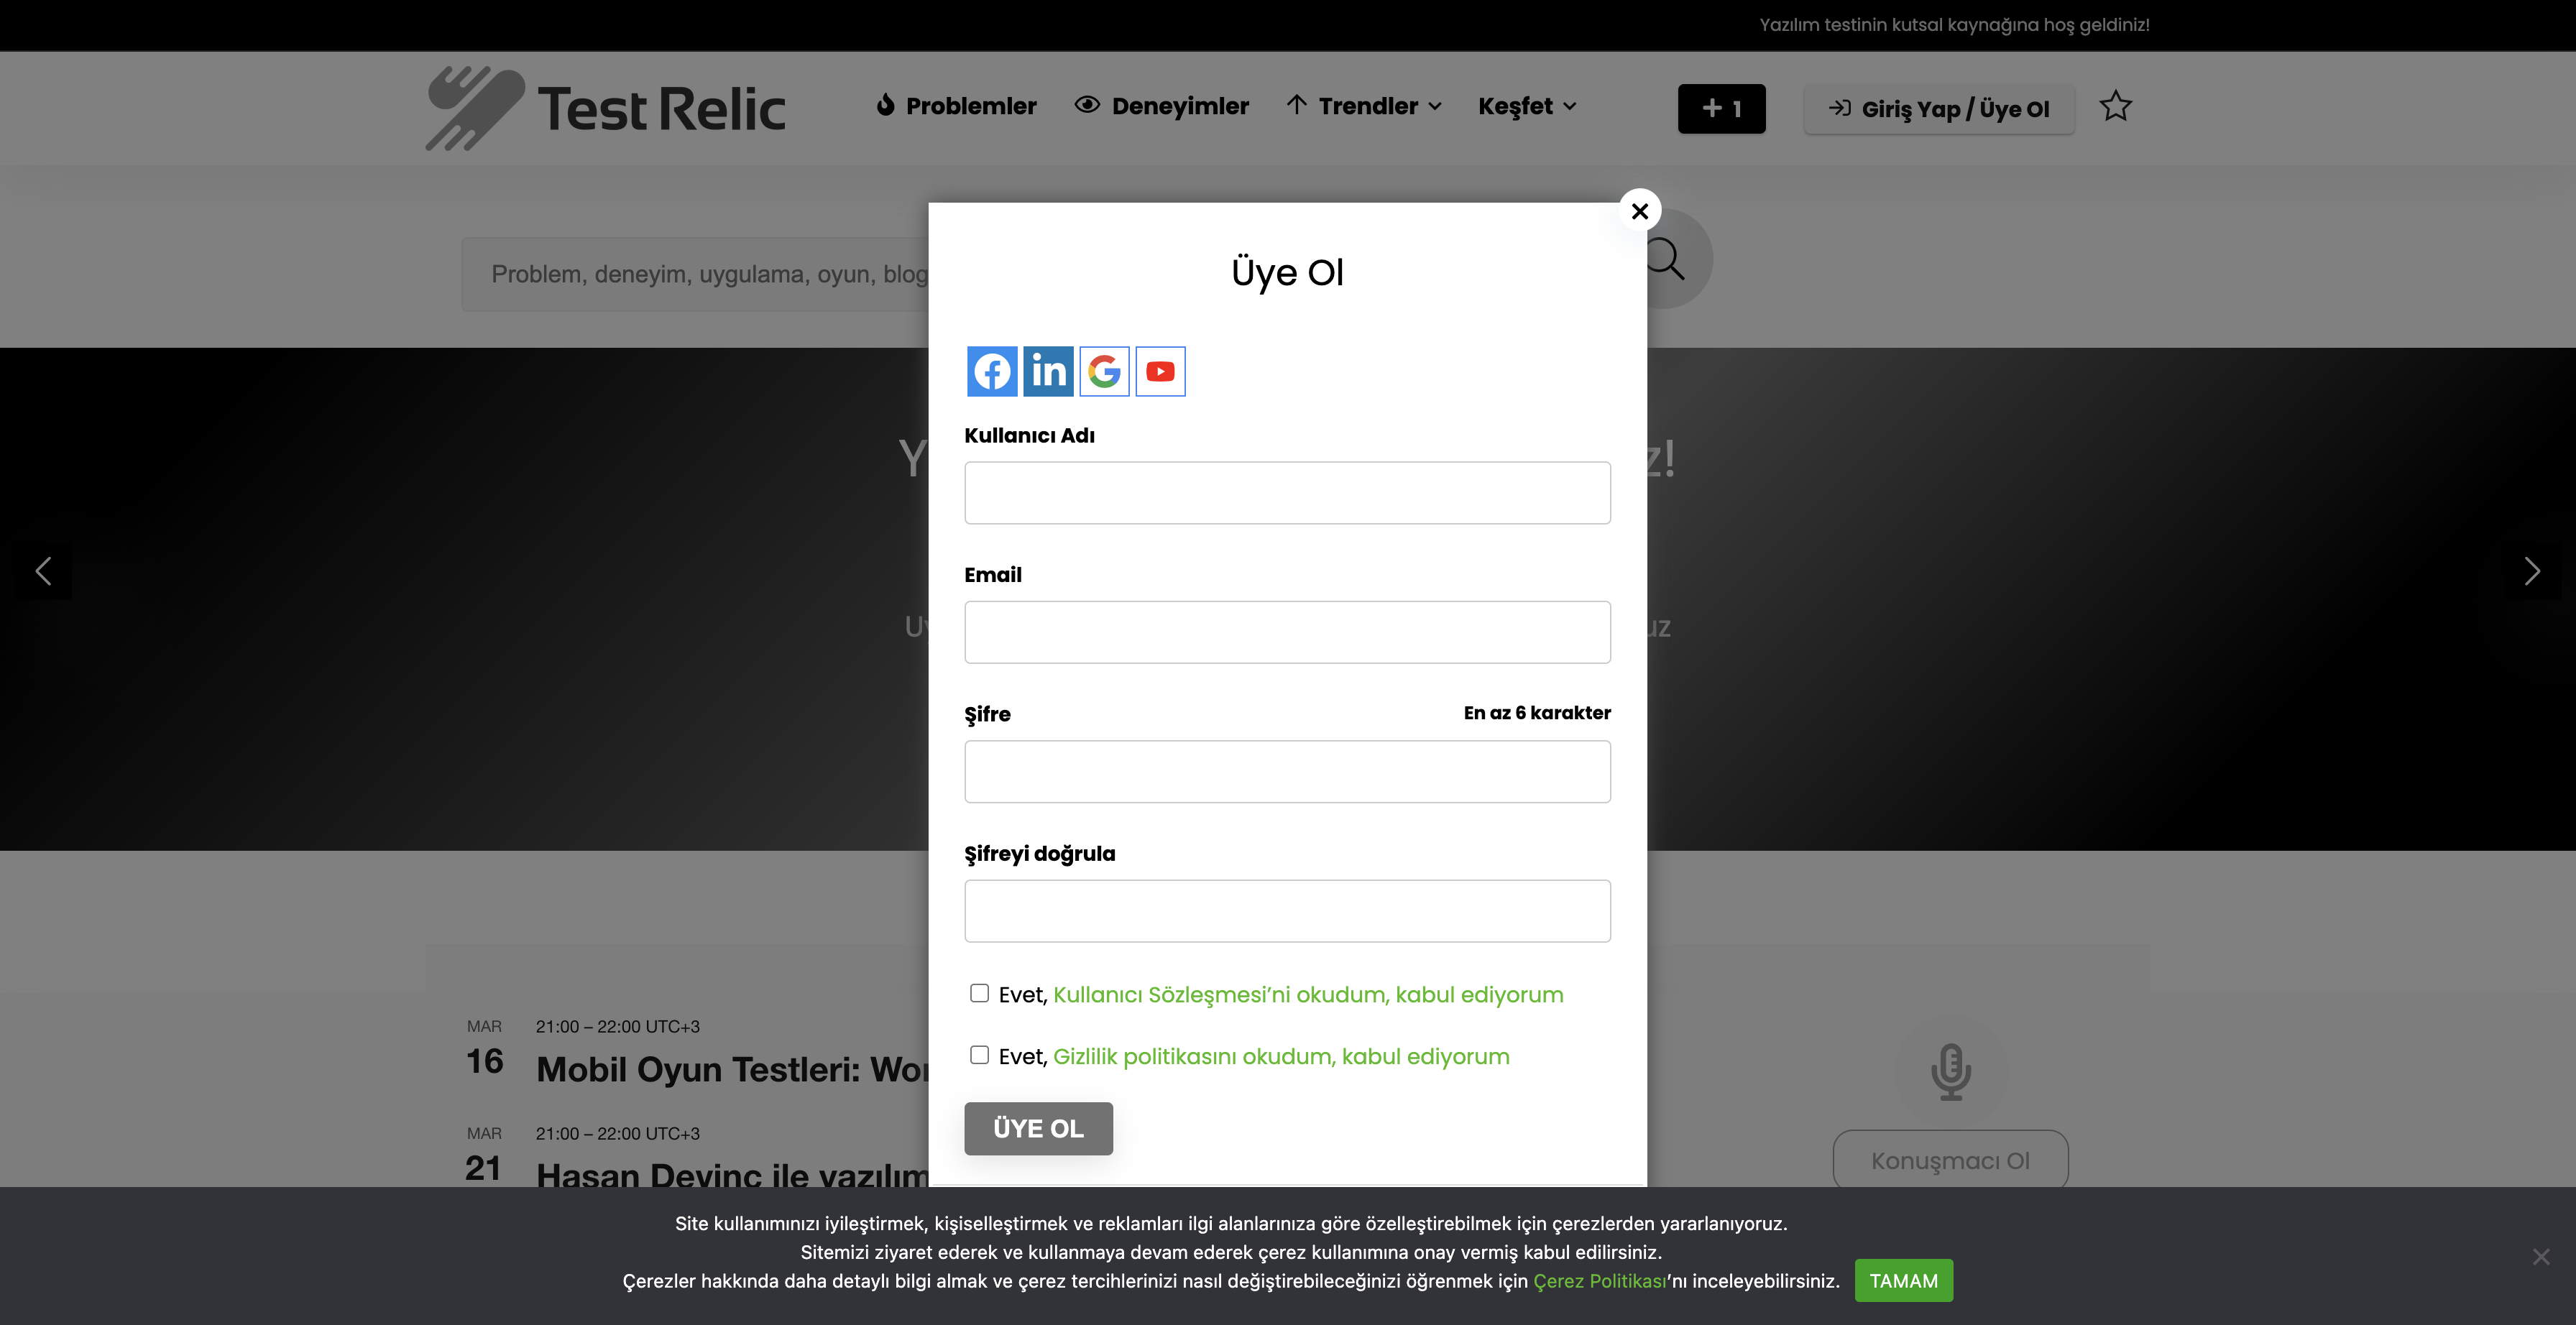 Yazılım testinin kutsal kaynağına hoş geldiniz!
Test Relic
Problemler
Deneyimler
Trendler
Keşfet
+ 1
Giriş Yap / Üye Ol
Problem, deneyim, uygulama, oyun, blog
Üye Ol
Kullanıcı Adı
Email
Şifre
En az 6 karakter
Şifreyi doğrula
Evet, Kullanıcı Sözleşmesi’ni okudum, kabul ediyorum
Evet, Gizlilik politikasını okudum, kabul ediyorum
ÜYE OL
MAR
16
21:00 – 22:00 UTC+3
Mobil Oyun Testleri:
MAR
21
21:00 – 22:00 UTC+3
Hasan Devinç ile yazılım
Konuşmacı Ol
Site kullanımınızı iyileştirmek, kişiselleştirmek ve reklamları ilgi alanlarınıza göre özelleştirebilmek için çerezlerden yararlanıyoruz.
Sitemizi ziyaret ederek ve kullanmaya devam ederek çerez kullanımına onay vermiş kabul edilirsiniz.
Çerezler hakkında daha detaylı bilgi almak ve çerez tercihlerinizi nasıl değiştirebileceğinizi öğrenmek için Çerez Politikası’nı inceleyebilirsiniz.
TAMAM